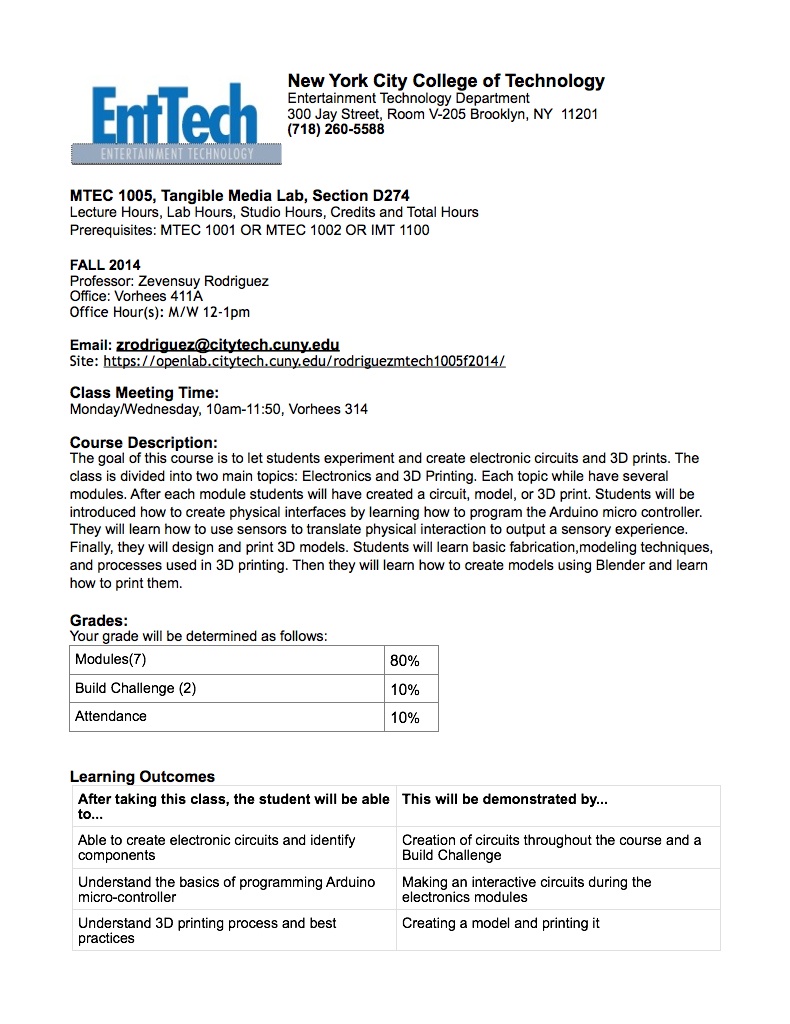 EntTech
ENTERTAINMENT TECHNOLOGY
New York City College of Technology
Entertainment Technology Department
300 Jay Street, Room V-205 Brooklyn, NY  11201
(718) 260-5588
MTEC 1005, Tangible Media Lab, Section D274
Lecture Hours, Lab Hours, Studio Hours, Credits and Total Hours
Prerequisites: MTEC 1001 OR MTEC 1002 OR IMT 1100
FALL 2014
Professor: Zevensuy Rodriguez
Office: Vorhees 411A
Office Hour(s): M/W 12-1pm
Email: zrodriguez@citytech.cuny.edu
Site: https://openlab.citytech.cuny.edu/rodriguezmtech1005f2014/
Class Meeting Time:
Monday/Wednesday, 10am-11:50, Vorhees 314
Course Description:
The goal of this course is to let students experiment and create electronic circuits and 3D prints. The
class is divided into two main topics: Electronics and 3D Printing. Each topic while have several
modules. After each module students will have created a circuit, model, or 3D print. Students will be
introduced how to create physical interfaces by learning how to program the Arduino micro controller.
They will learn how to use sensors to translate physical interaction to output a sensory experience.
Finally, they will design and print 3D models. Students will learn basic fabrication,modeling techniques,
and processes used in 3D printing. Then they will learn how to create models using Blender and learn
how to print them.
Grades:
Your grade will be determined as follows:
Modules(7) 80%
Build Challenge (2) 10%
Attendance 10%
Learning Outcomes
After taking this class, the student will be able
to...
This will be demonstrated by...
Able to create electronic circuits and identify
components
Creation of circuits throughout the course and a
Build Challenge
Understand the basics of programming Arduino
micro-controller
Making an interactive circuits during the
electronics modules
Understand 3D printing process and best
practices
Creating a model and printing it